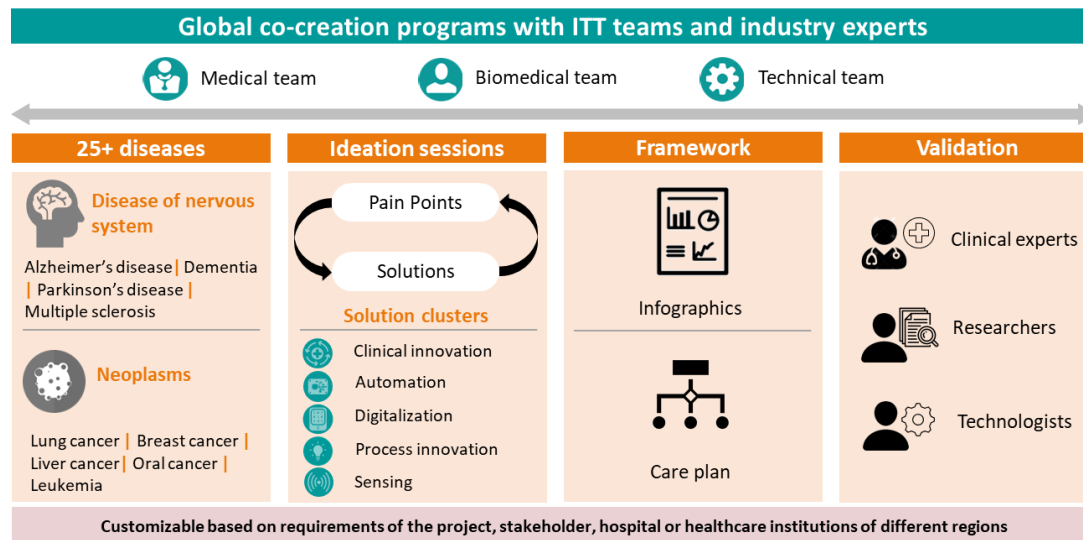 Global co-creation programs with ITT teams and industry experts
Medical team
Biomedical team
Technical team
25+ diseases
Disease of nervous
system
Alzheimer's disease| Dementia
| Parkinson's disease |
Multiple sclerosis
Neoplasms
Lung cancer | Breast cancer |
Liver cancer| Oral cancer |
Leukemia
Ideation sessions
Pain Points
Solutions
Solution clusters
Clinical innovation
Automation
Digitalization
Process innovation
Sensing
Framework
Infographics
Care plan
Validation
Clinical experts
Researchers
Technologists
Customizable based on requirements of the project, stakeholder, hospital or healthcare institutions of different regions